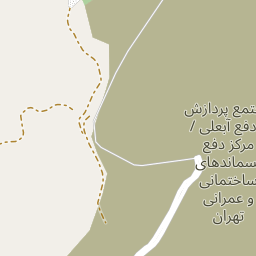 تمع پردازش
دفع آبعلی /
مرکز دفع
سماندهای
ساختمانی
و عمرانی
تهران